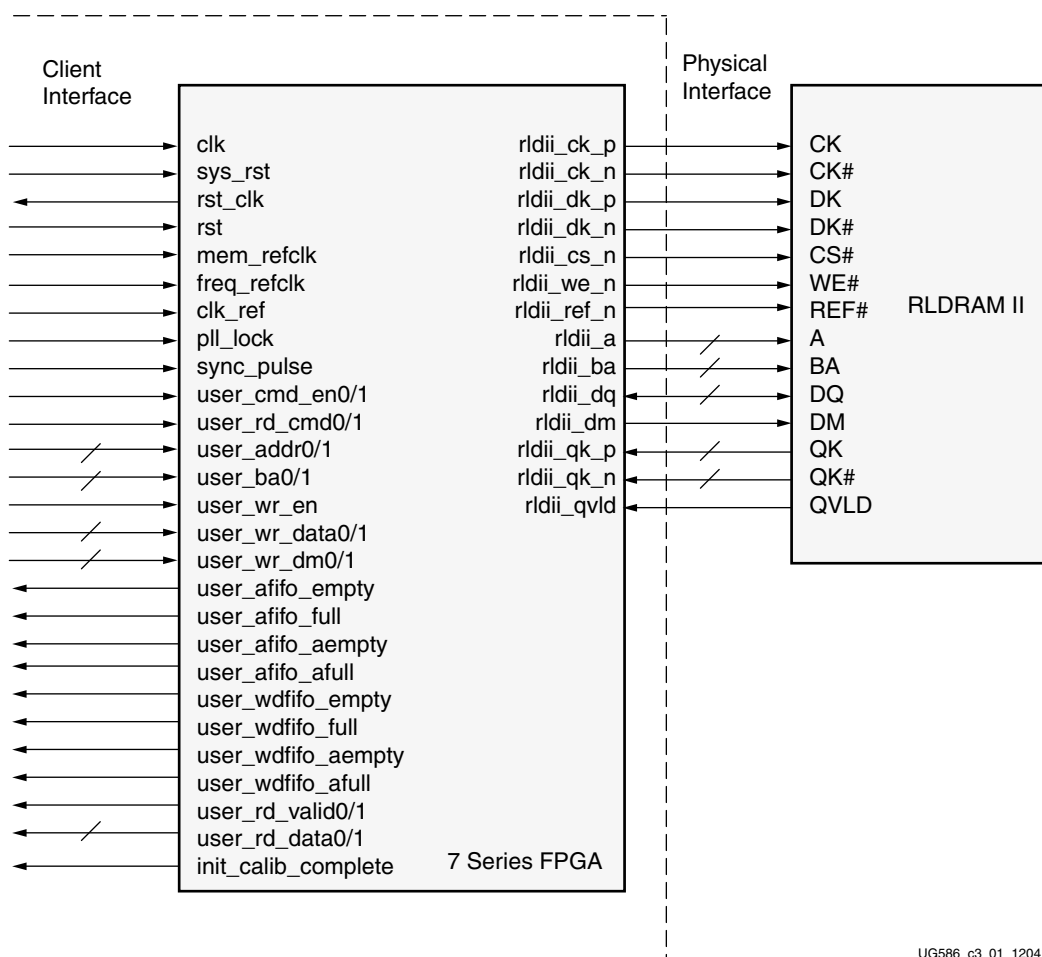 Client
Interface
Physical
Interface
clk
sys_rst
rst_clk
rst
mem_refclk
freq_refclk
clk_ref
pll_lock
sync_pulse
user_cmd_en0/1
user_rd_cmd0/1
user_addr0/1
user_ba0/1
user_wr_en
user_wr_data0/1
user_wr_dm0/1
user_afifo_empty
user_afifo_full
user_afifo_aempty
user_afifo_afull
user_wdfifo_empty
user_wdfifo_full
user_wdfifo_aempty
user_wdfifo_afull
user_rd_valid0/1
user_rd_data0/1
init_calib_complete
rldii_ck_p
rldii_ck_n
rldii_dk_p
rldii_dk_n
rldii_cs_n
rldii_we_n
rldii_ref_n
rldii_a
rldii_ba
rldii_dq
rldii_dm
rldii_qk_p
rldii_qk_n
rldii_qvld
7 Series FPGA
CK
CK#
DK
DK#
CS#
WE#
REF#
A
BA
DQ
DM
QK
QK#
QVLD
RLDRAM II
UG586_c3_01_1204